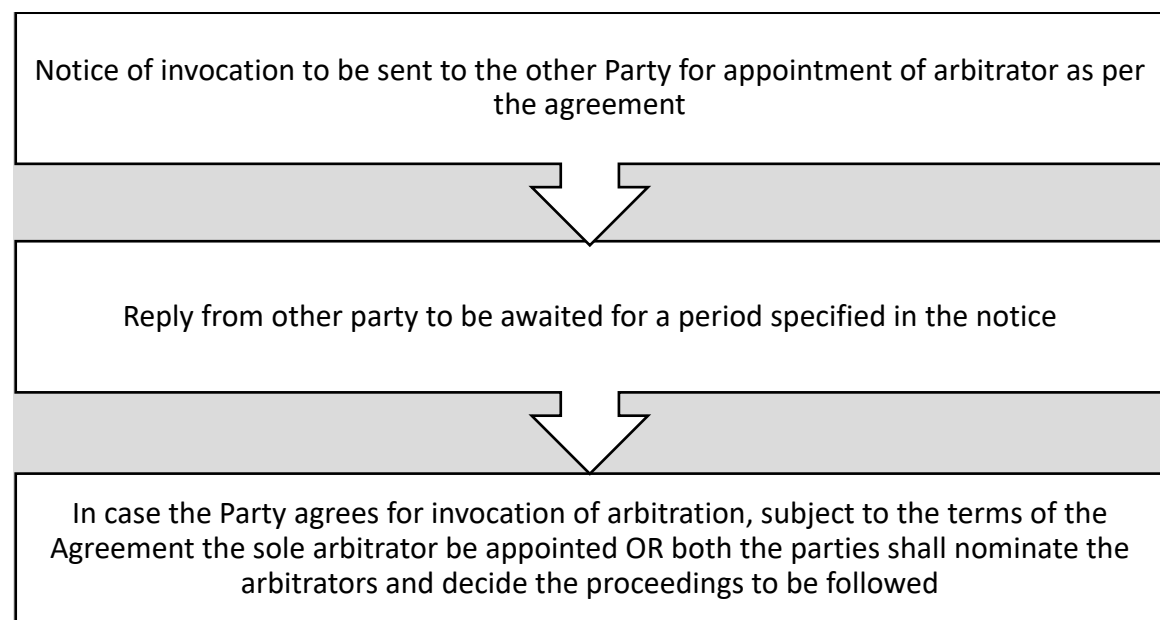 Notice of invocation to be sent to the other Party for appointment of arbitrator as per
the agreement
Reply from other party to be awaited for a period specified in the notice
In case the Party agrees for invocation of arbitration, subject to the terms of the
Agreement the sole arbitrator be appointed OR both the parties shall nominate the
arbitrators and decide the proceedings to be followed